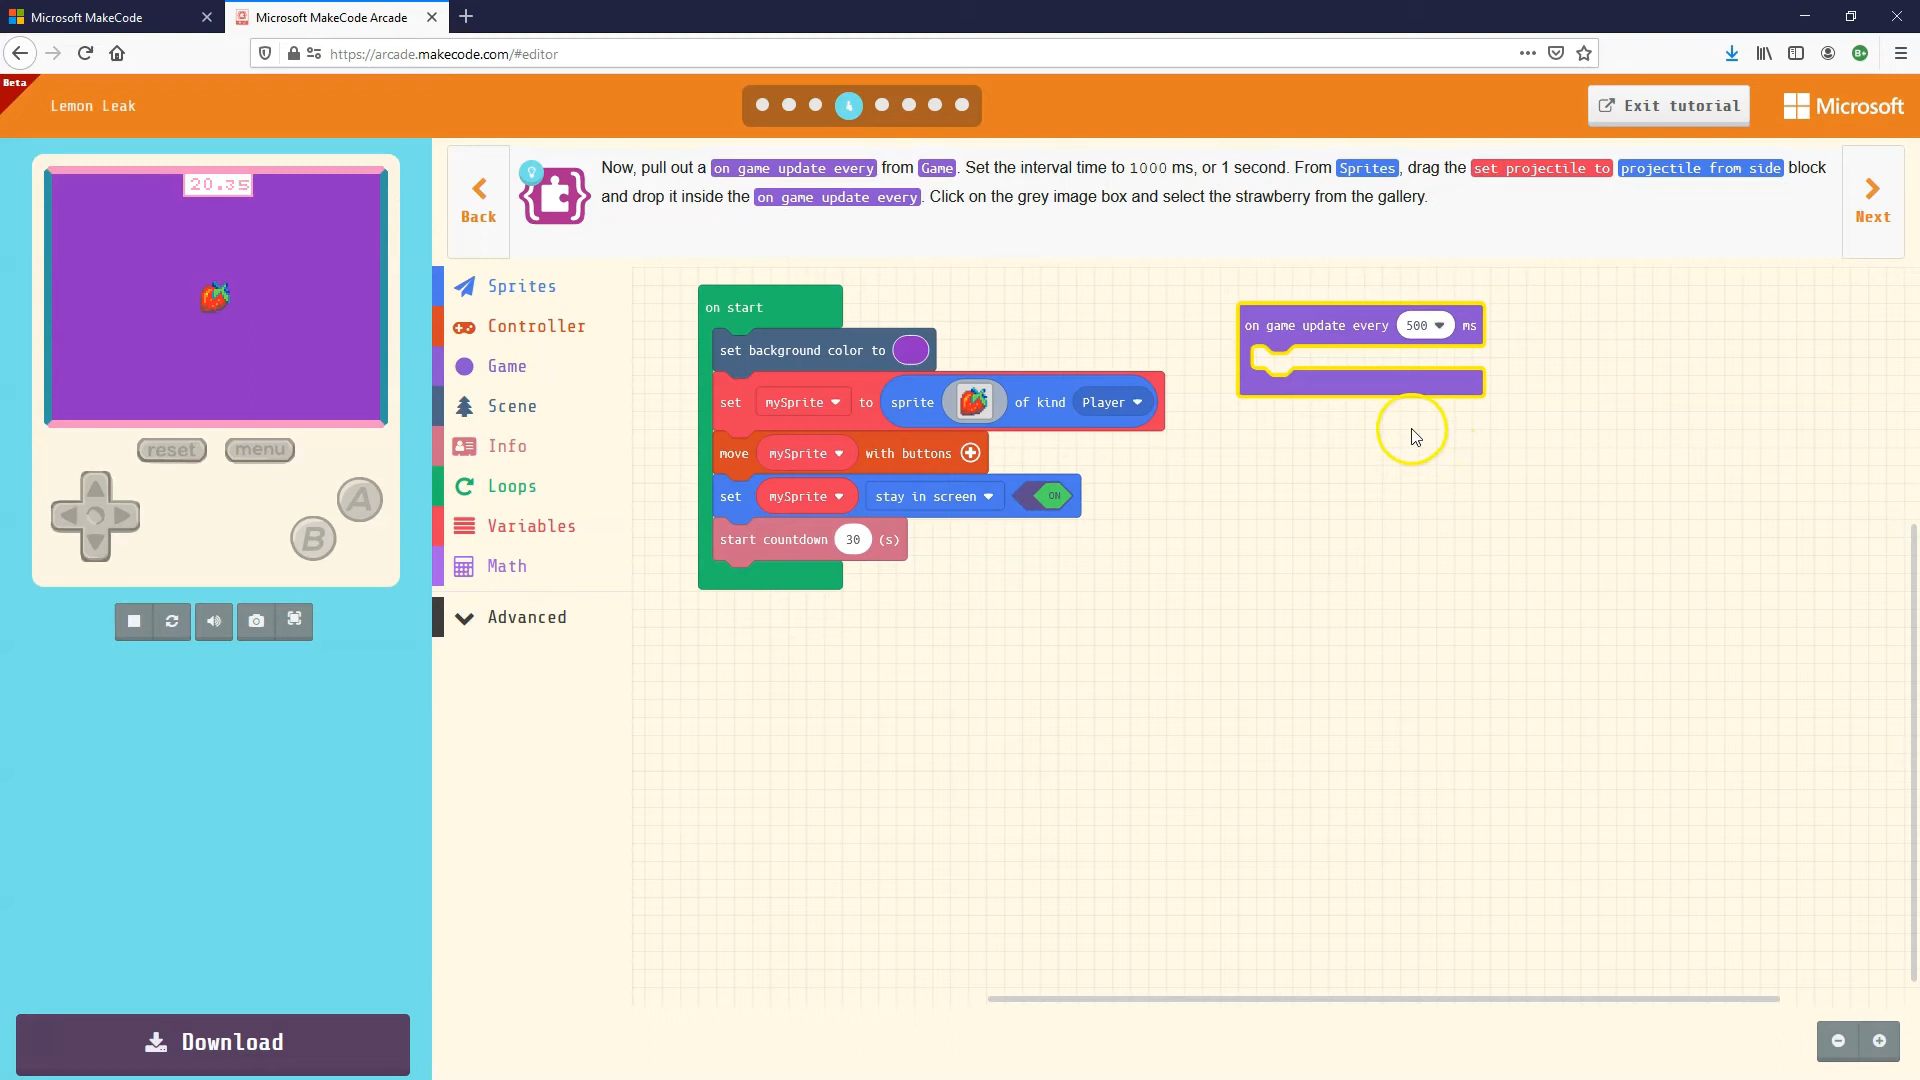 Microsoft MakeCode
Microsoft MakeCode Arcade
https://arcade.makecode.com/#editor
Beta
Lemon Leak
4
Exit tutorial
Microsoft
Back
Now, pull out a on game update every from Game. Set the interval time to 1000 ms, or 1 second. From Sprites, drag the set projectile to projectile from side block
and drop it inside the on game update every. Click on the grey image box and select the strawberry from the gallery.
Next
20.35
reset
menu
A
B
Sprites
Controller
Game
Scene
Info
Loops
Variables
Math
Advanced
on start
set background color to
set mySprite to sprite of kind Player
move mySprite with buttons
set mySprite stay in screen ON
start countdown 30 (s)
on game update every 500 ms
Download